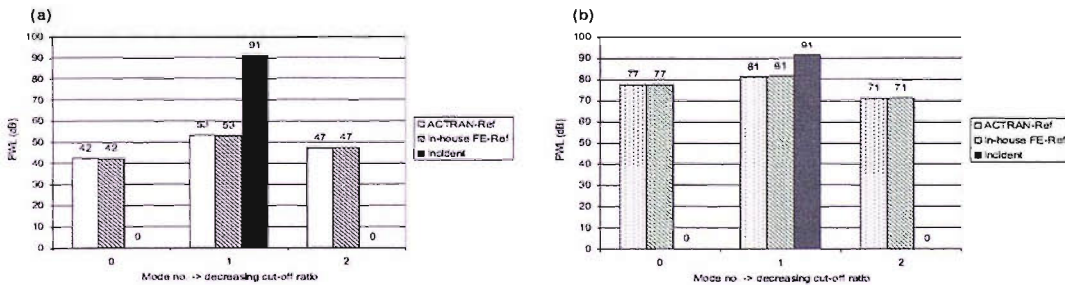 (a)
100
90
80
70
60
50
40
30
20
10
0
PWL (dB)
42 42 0
53 53 91
47 47 0
0 1 2
Mode no. -> decreasing cut-off ratio
ACTRAN-Ref
In-house FE-Ref
Incident
(b)
100
90
80
70
60
50
40
30
20
10
0
PWL (dB)
77 77 0
81 81 91
71 71 0
0 1 2
Mode no. -> decreasing cut-off ratio
ACTRAN-Ref
In-house FE-Ref
Incident